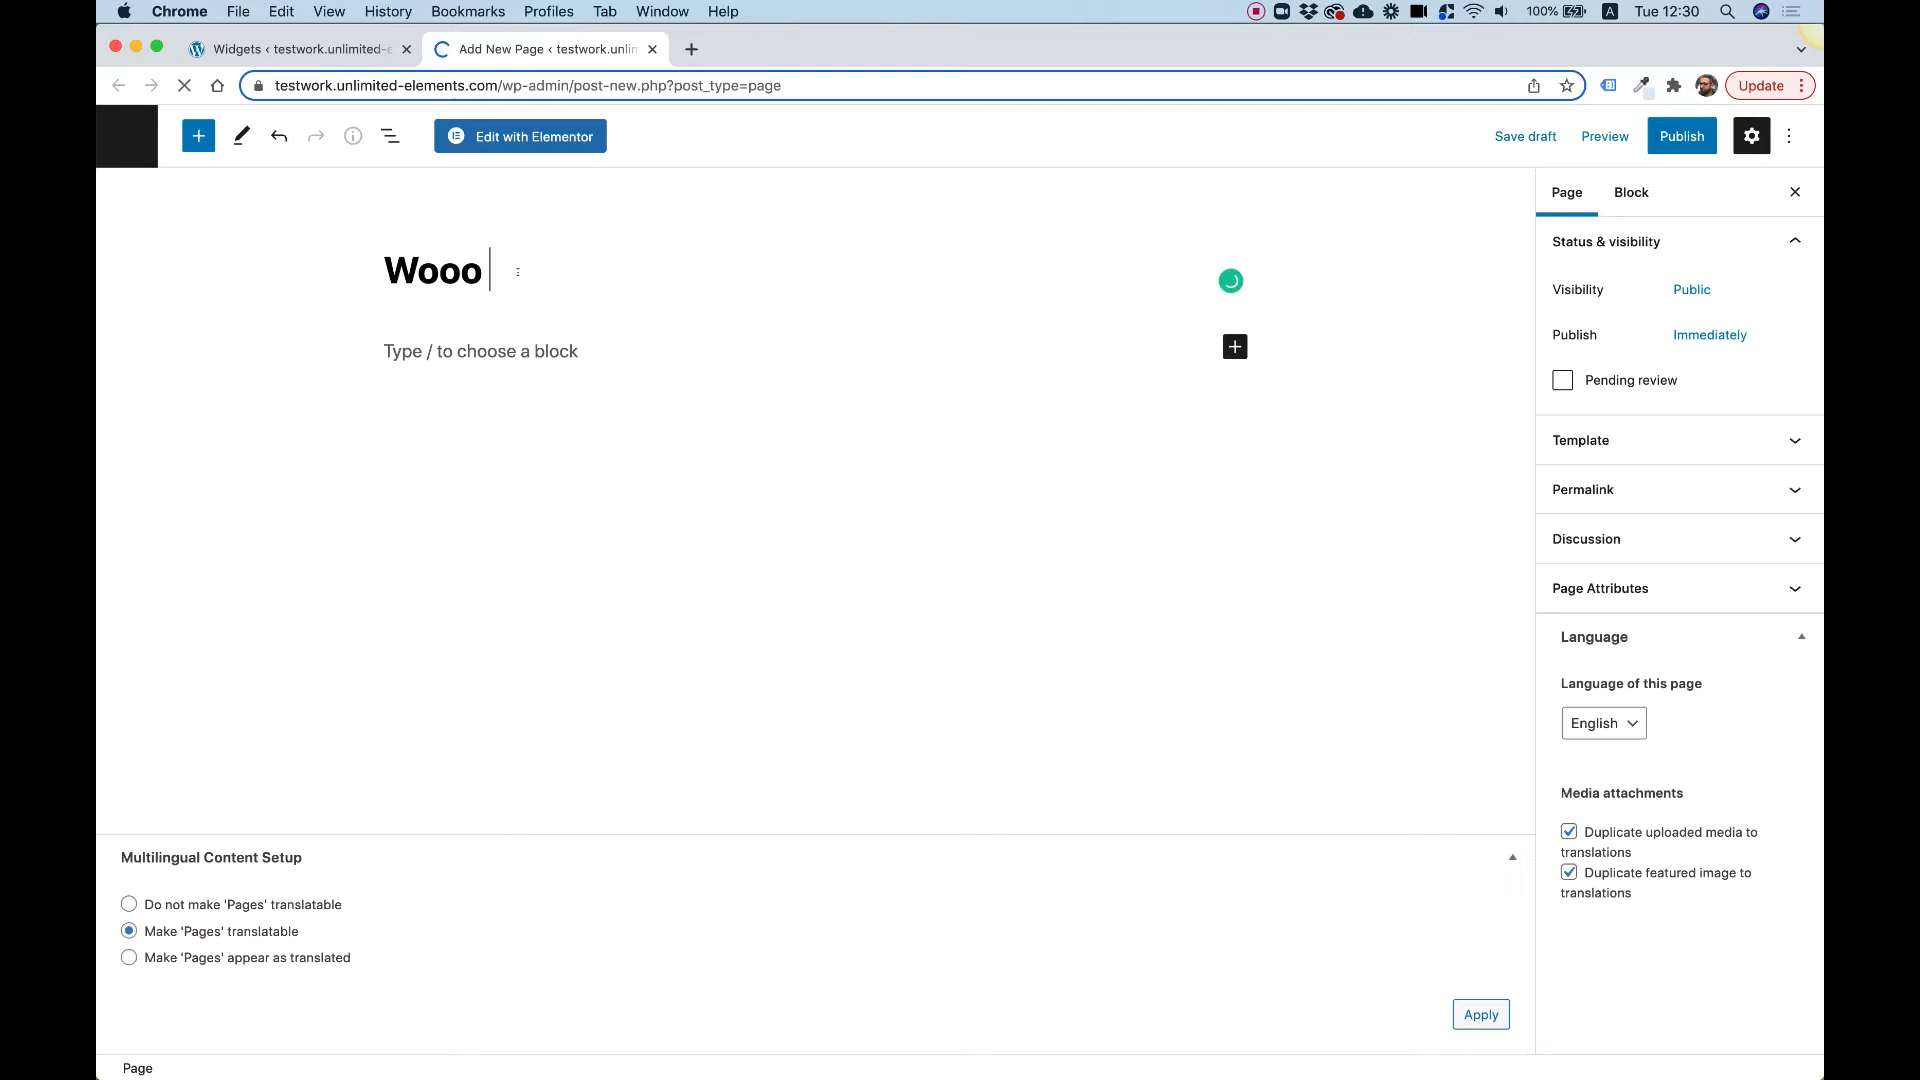 Chrome File Edit View History Bookmarks Profiles Tab Window Help 100% A Tue 12:30
Widgets ‹ testwork.unlimited-e
Add New Page ‹ testwork.unlim
testwork.unlimited-elements.com/wp-admin/post-new.php?post_type=page
Update
Edit with Elementor
Save draft
Preview
Publish
Page
Block
Status & visibility
Wooo
Visibility
Public
Type / to choose a block
Publish
Immediately
Pending review
Template
Permalink
Discussion
Page Attributes
Language
Language of this page
English
Media attachments
Duplicate uploaded media to
translations
Duplicate featured image to
translations
Multilingual Content Setup
Do not make 'Pages' translatable
Make 'Pages' translatable
Make 'Pages' appear as translated
Apply
Page